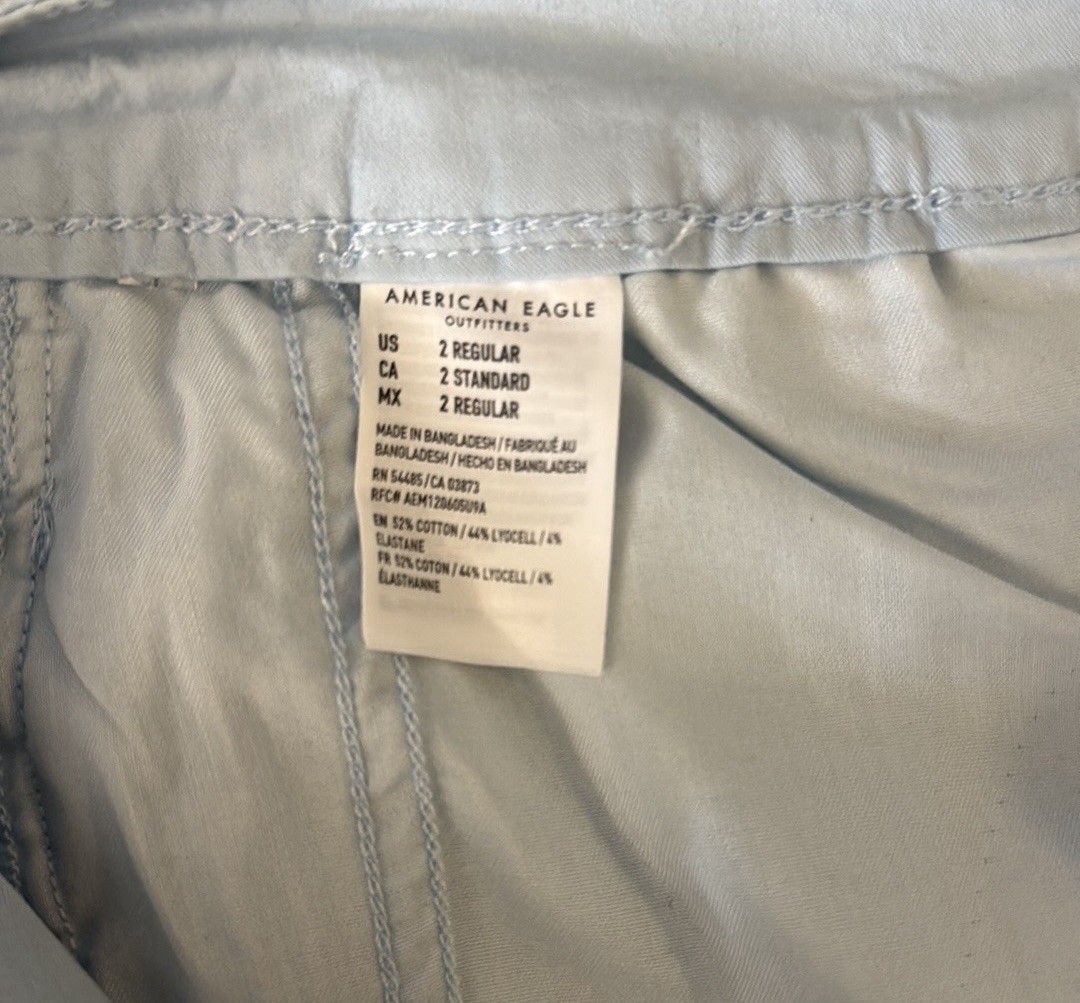 AMERICAN EAGLE
OUTFITTERS
US 2 REGULAR
CA 2 STANDARD
MX 2 REGULAR
MADE IN BANGLADESH / FABRIQUÉ AU
BANGLADESH / HECHO EN BANGLADESH
RN 54485 / CA 03873
RFC# AEM120605U9A
EN 52% COTTON / 44% LYOCELL / 4%
ELASTANE
FR 52% COTON / 44% LYOCELL / 4%
ÉLASTHANNE